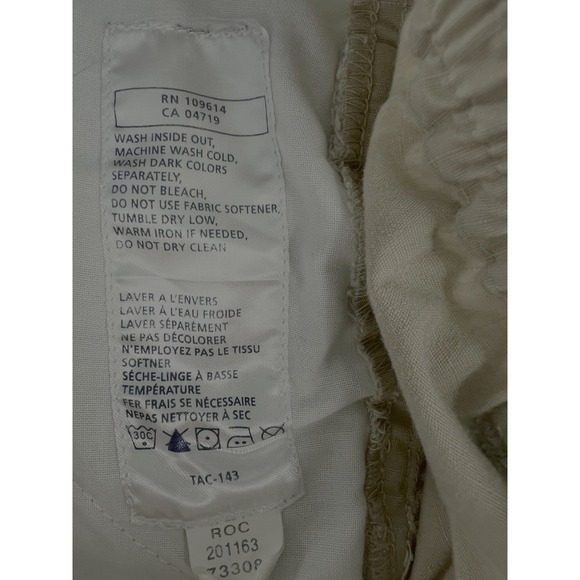 RN 109614
CA 04719
WASH INSIDE OUT,
MACHINE WASH COLD,
WASH DARK COLORS
SEPARATELY,
DO NOT BLEACH,
DO NOT USE FABRIC SOFTENER,
TUMBLE DRY LOW,
WARM IRON IF NEEDED,
DO NOT DRY CLEAN
LAVER A L'ENVERS
LAVER À L'EAU FROIDE
LAVER SÉPARÉMENT
NE PAS DÉCOLORER
N'EMPLOYEZ PAS LE TISSU
SOFTNER
SÉCHE-LINGE À BASSE
TEMPÉRATURE
FER FRAIS SE NÉCESSAIRE
NEPAS NETTOYER À SEC
30C
TAC-143
ROC
201163
73308